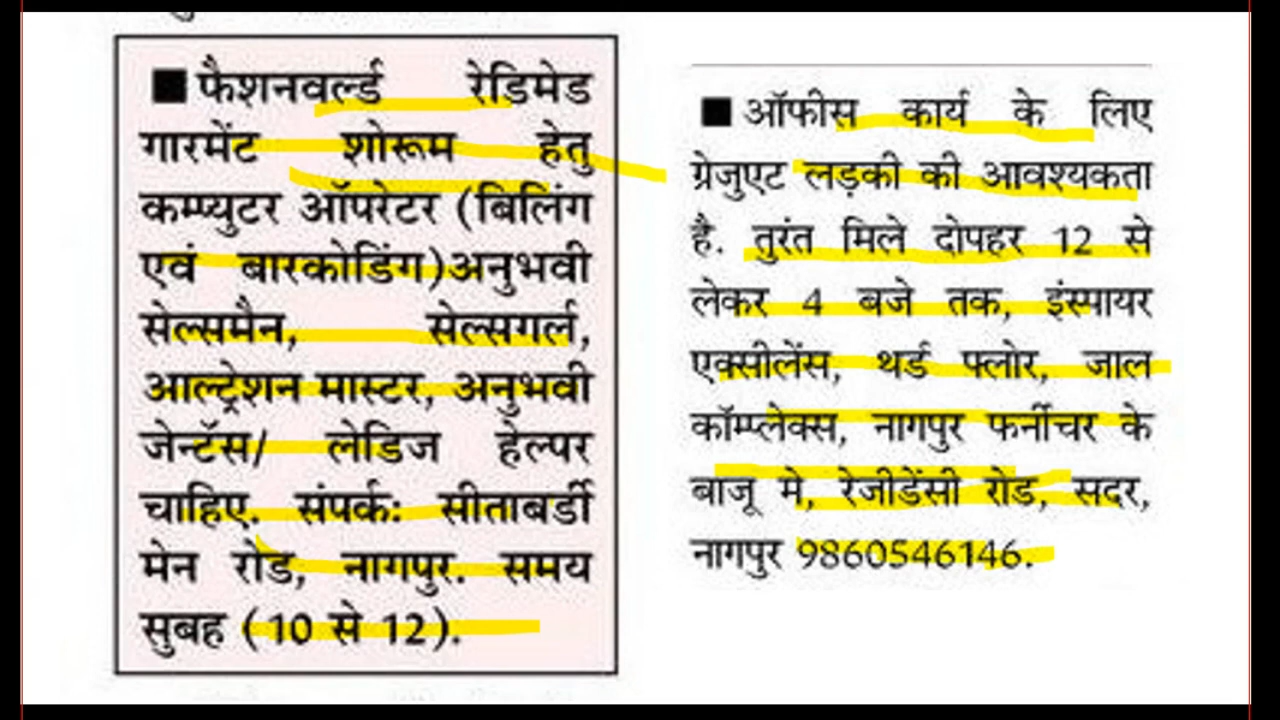 ■ फैशनवर्ल्ड रेडिमेड
गारमेंट शोरूम हेतु
कम्प्युटर ऑपरेटर (बिलिंग
एवं बारकोडिंग)अनुभवी
सेल्समैन, सेल्सगर्ल,
आल्ट्रेशन मास्टर, अनुभवी
जेन्टॅस/ लेडिज हेल्पर
चाहिए. संपर्क: सीताबर्डी
मेन रोड, नागपुर. समय
सुबह (10 से 12).
■ ऑफीस कार्य के लिए
ग्रेजुएट लड़की की आवश्यकता
है. तुरंत मिले दोपहर 12 से
लेकर 4 बजे तक, इंस्पायर
एक्सीलेंस, थर्ड फ्लोर, जाल
कॉम्प्लेक्स, नागपुर फर्नीचर के
बाजू मे, रेजीडेंसी रोड, सदर,
नागपुर 9860546146.